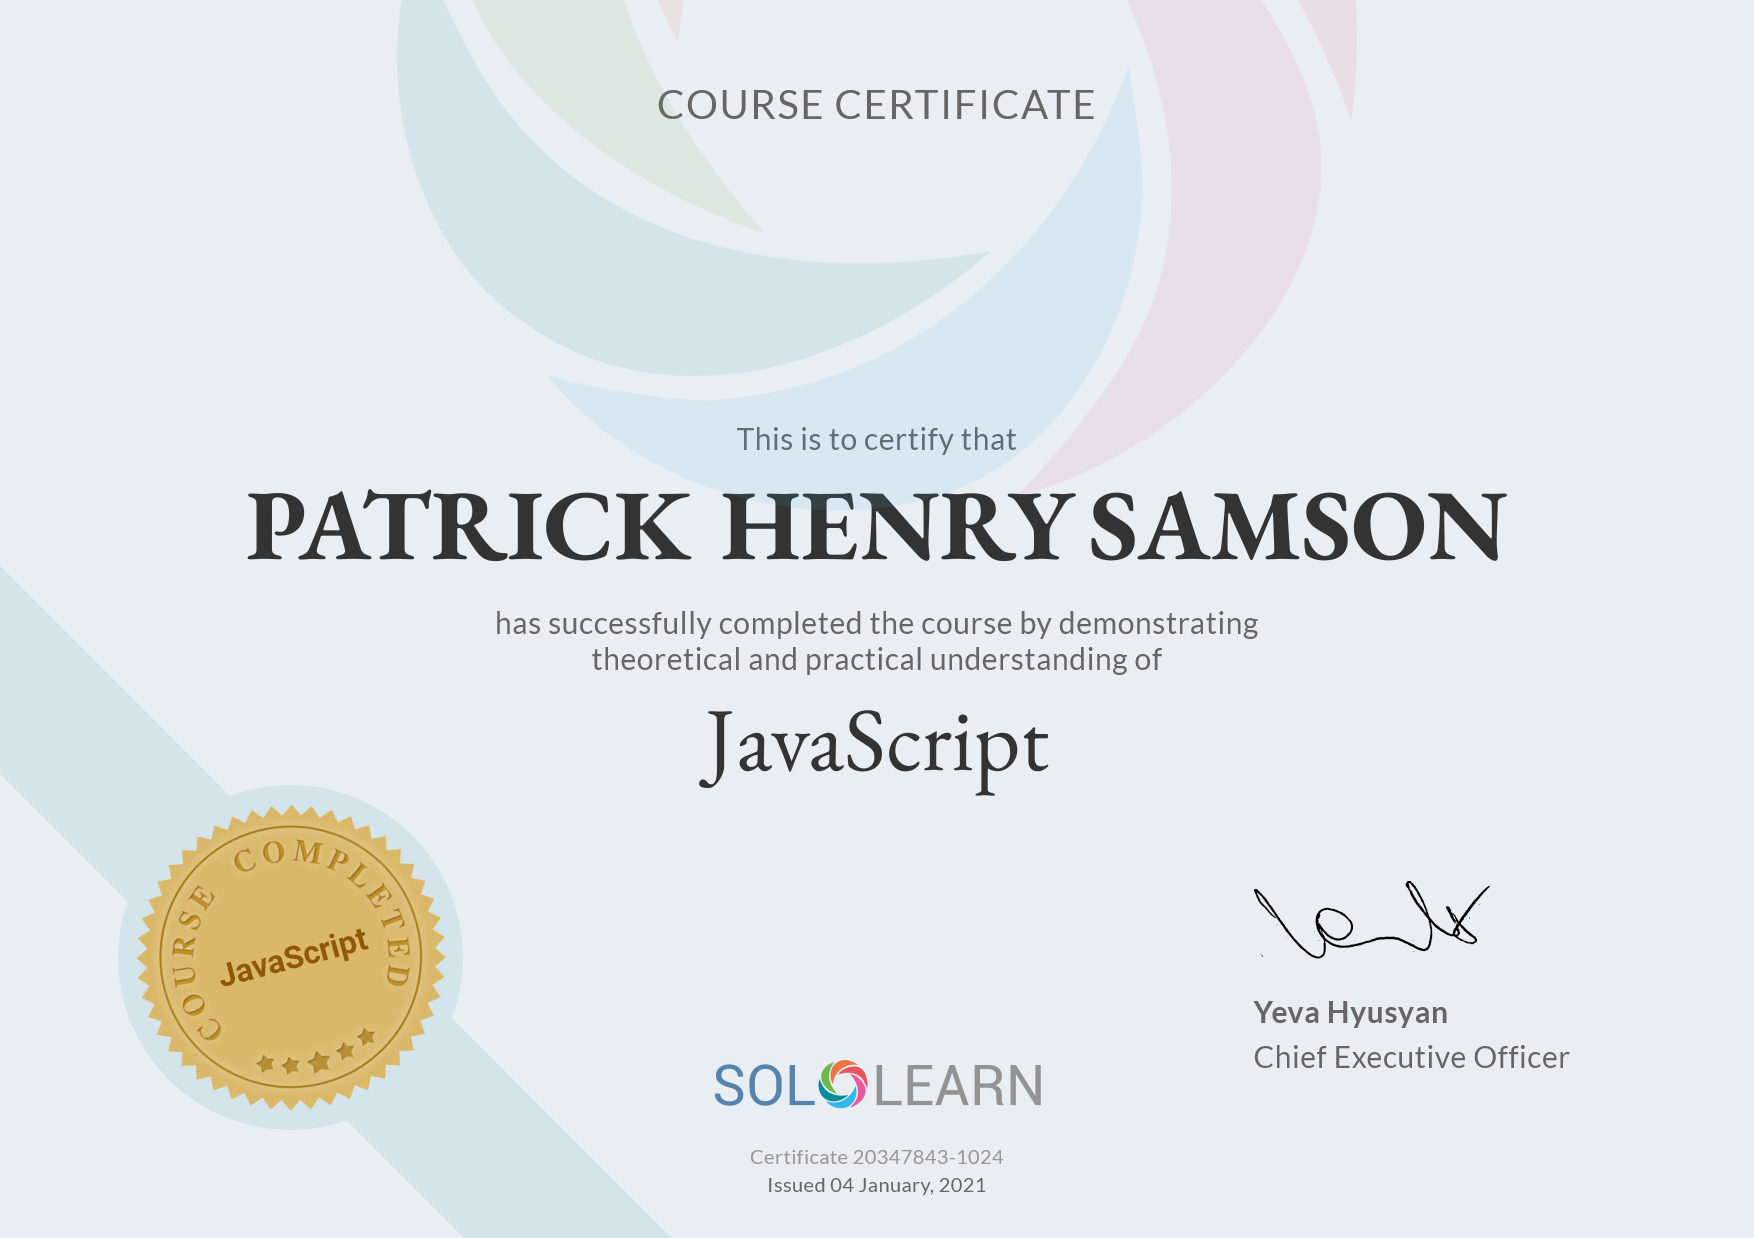 COURSE CERTIFICATE
This is to certify that
PATRICK HENRY SAMSON
has successfully completed the course by demonstrating
theoretical and practical understanding of
JavaScript
COURSE COMPLETED
JavaScript
Yeva Hyusyan
Chief Executive Officer
SOLOLEARN
Certificate 20347843-1024
Issued 04 January, 2021